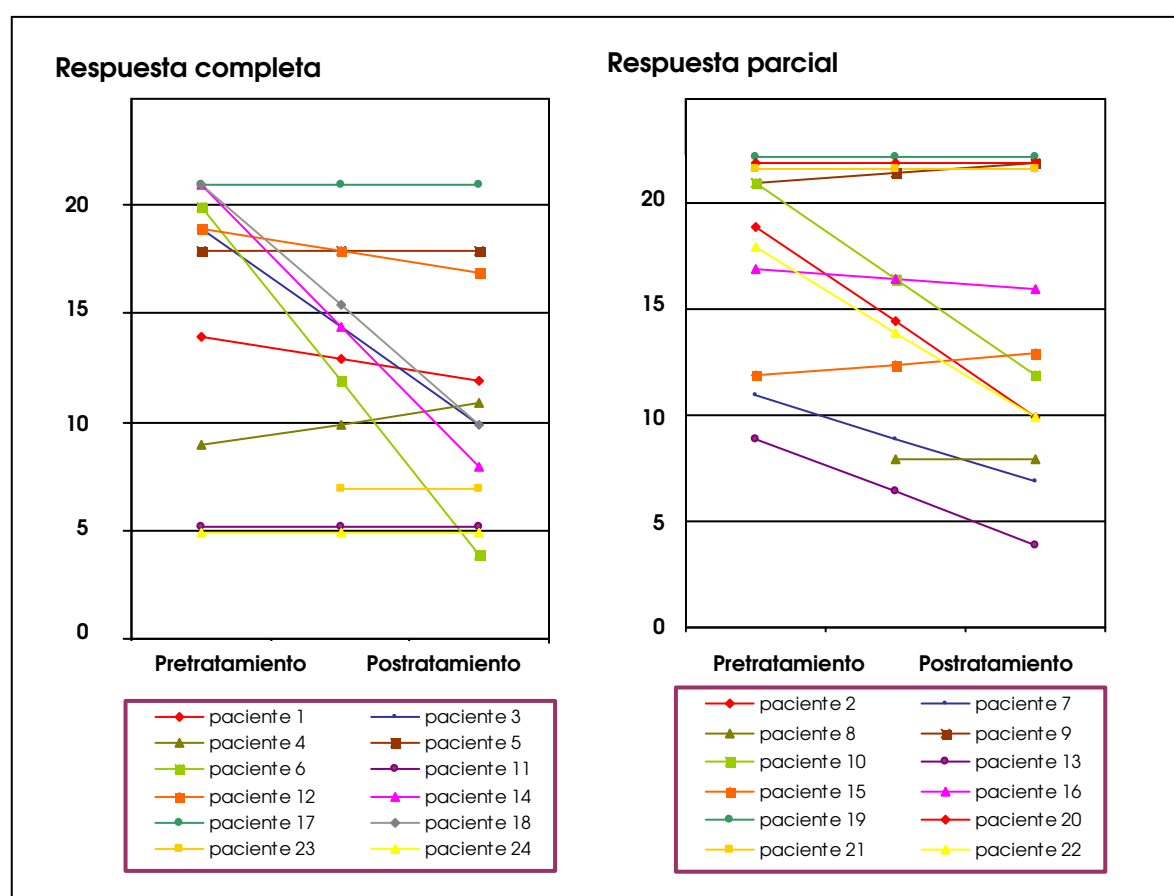 Respuesta completa
20
15
10
5
0
Pretratamiento Postratamiento
paciente 1 paciente 3
paciente 4 paciente 5
paciente 6 paciente 11
paciente 12 paciente 14
paciente 17 paciente 18
paciente 23 paciente 24
Respuesta parcial
20
15
10
5
0
Pretratamiento Postratamiento
paciente 2 paciente 7
paciente 8 paciente 9
paciente 10 paciente 13
paciente 15 paciente 16
paciente 19 paciente 20
paciente 21 paciente 22